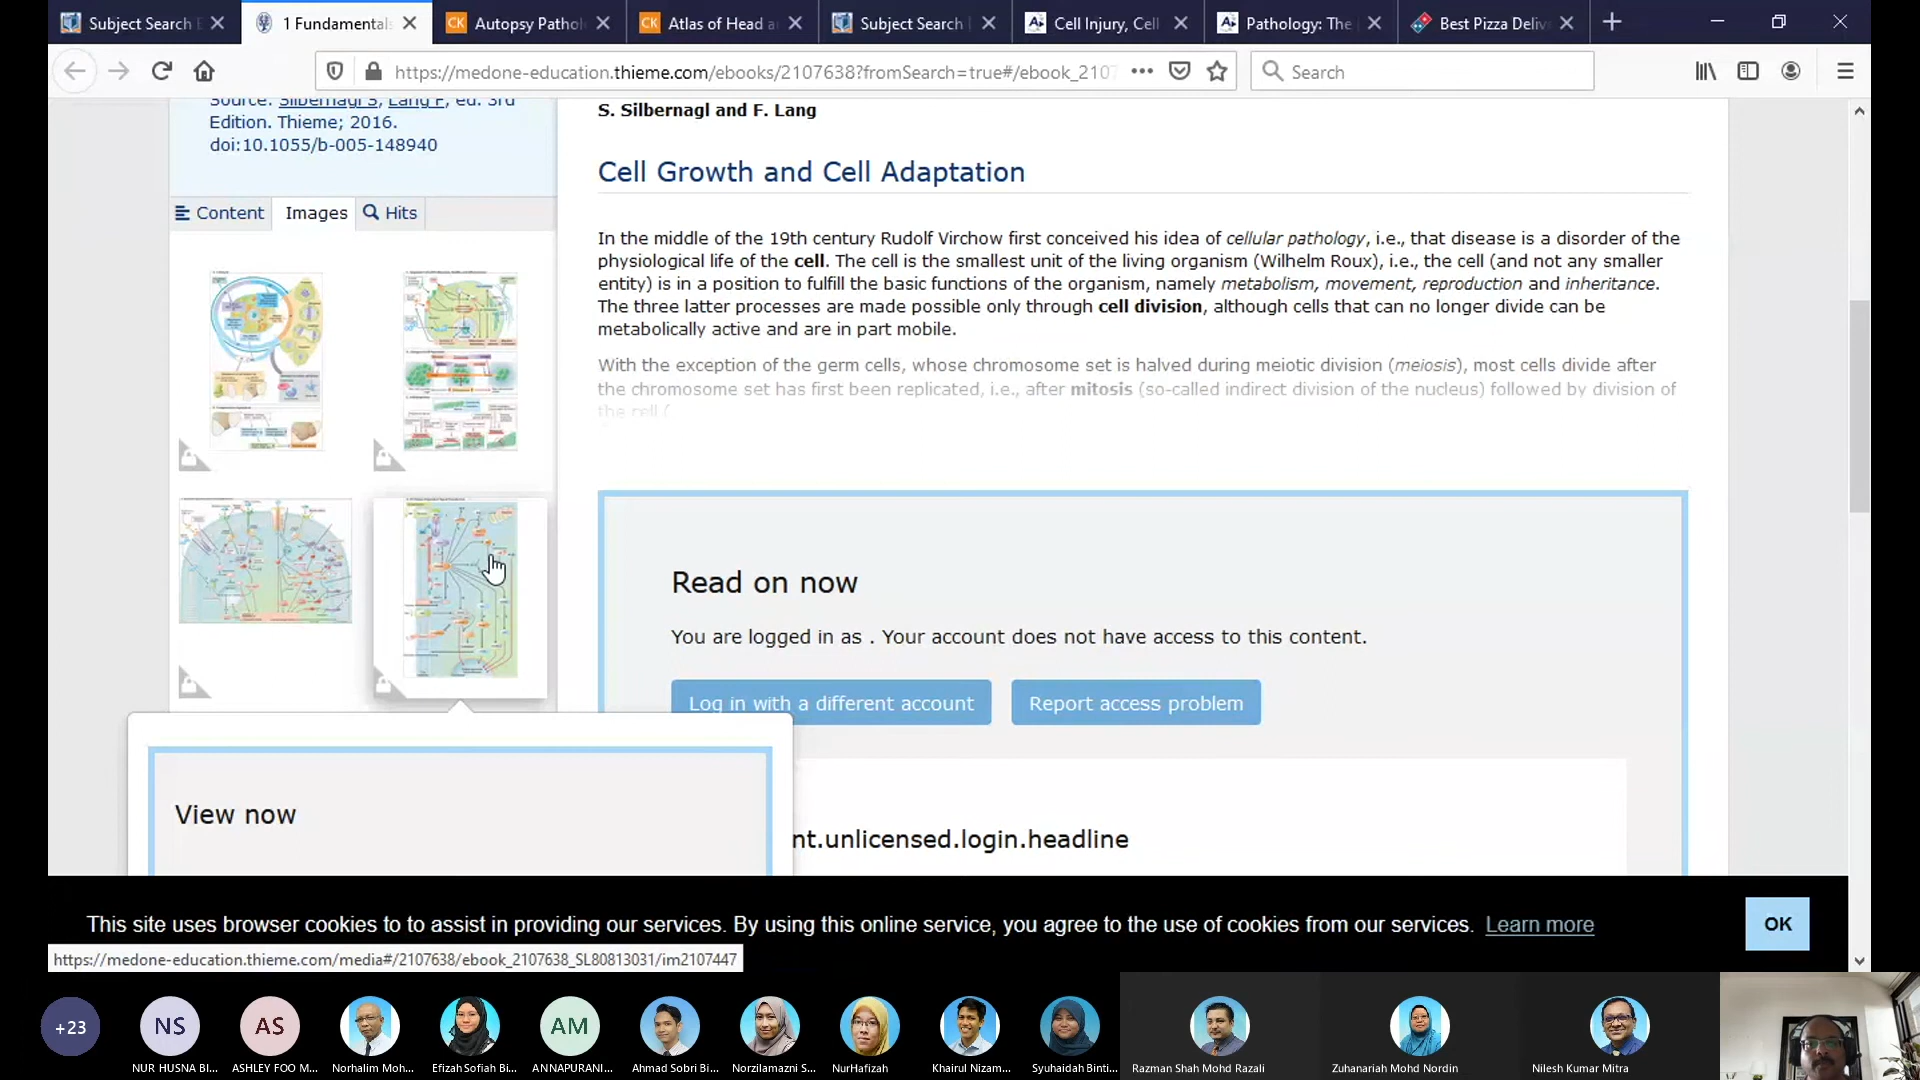 Subject Search E
1 Fundamentals
CK Autopsy Pathol
CK Atlas of Head a
Subject Search |
Cell Injury, Cell
Pathology: The
Best Pizza Deliv
https://medone-education.thieme.com/ebooks/2107638?fromSearch=true#/ebook_2107
Search
Source: Silbernagl S, Lang F, ed. 3rd
Edition. Thieme; 2016.
doi:10.1055/b-005-148940
Content
Images
Hits
S. Silbernagl and F. Lang
Cell Growth and Cell Adaptation
In the middle of the 19th century Rudolf Virchow first conceived his idea of cellular pathology, i.e., that disease is a disorder of the
physiological life of the cell. The cell is the smallest unit of the living organism (Wilhelm Roux), i.e., the cell (and not any smaller
entity) is in a position to fulfill the basic functions of the organism, namely metabolism, movement, reproduction and inheritance.
The three latter processes are made possible only through cell division, although cells that can no longer divide can be
metabolically active and are in part mobile.
With the exception of the germ cells, whose chromosome set is halved during meiotic division (meiosis), most cells divide after
the chromosome set has first been replicated, i.e., after mitosis (so-called indirect division of the nucleus) followed by division of
the cell (
Read on now
You are logged in as . Your account does not have access to this content.
Log in with a different account
Report access problem
View now
nt.unlicensed.login.headline
This site uses browser cookies to to assist in providing our services. By using this online service, you agree to the use of cookies from our services. Learn more
OK
https://medone-education.thieme.com/media#/2107638/ebook_2107638_SL80813031/im2107447
+23
NS
AS
AM
NUR HUSNA BI...
ASHLEY FOO M...
Norhalim Moh...
Efizah Sofiah Bi...
ANNAPURANI...
Ahmad Sobri Bi...
Norzilamazni S...
NurHafizah
Khairul Nizam...
Syuhaidah Binti...
Razman Shah Mohd Razali
Zuhanariah Mohd Nordin
Nilesh Kumar Mitra